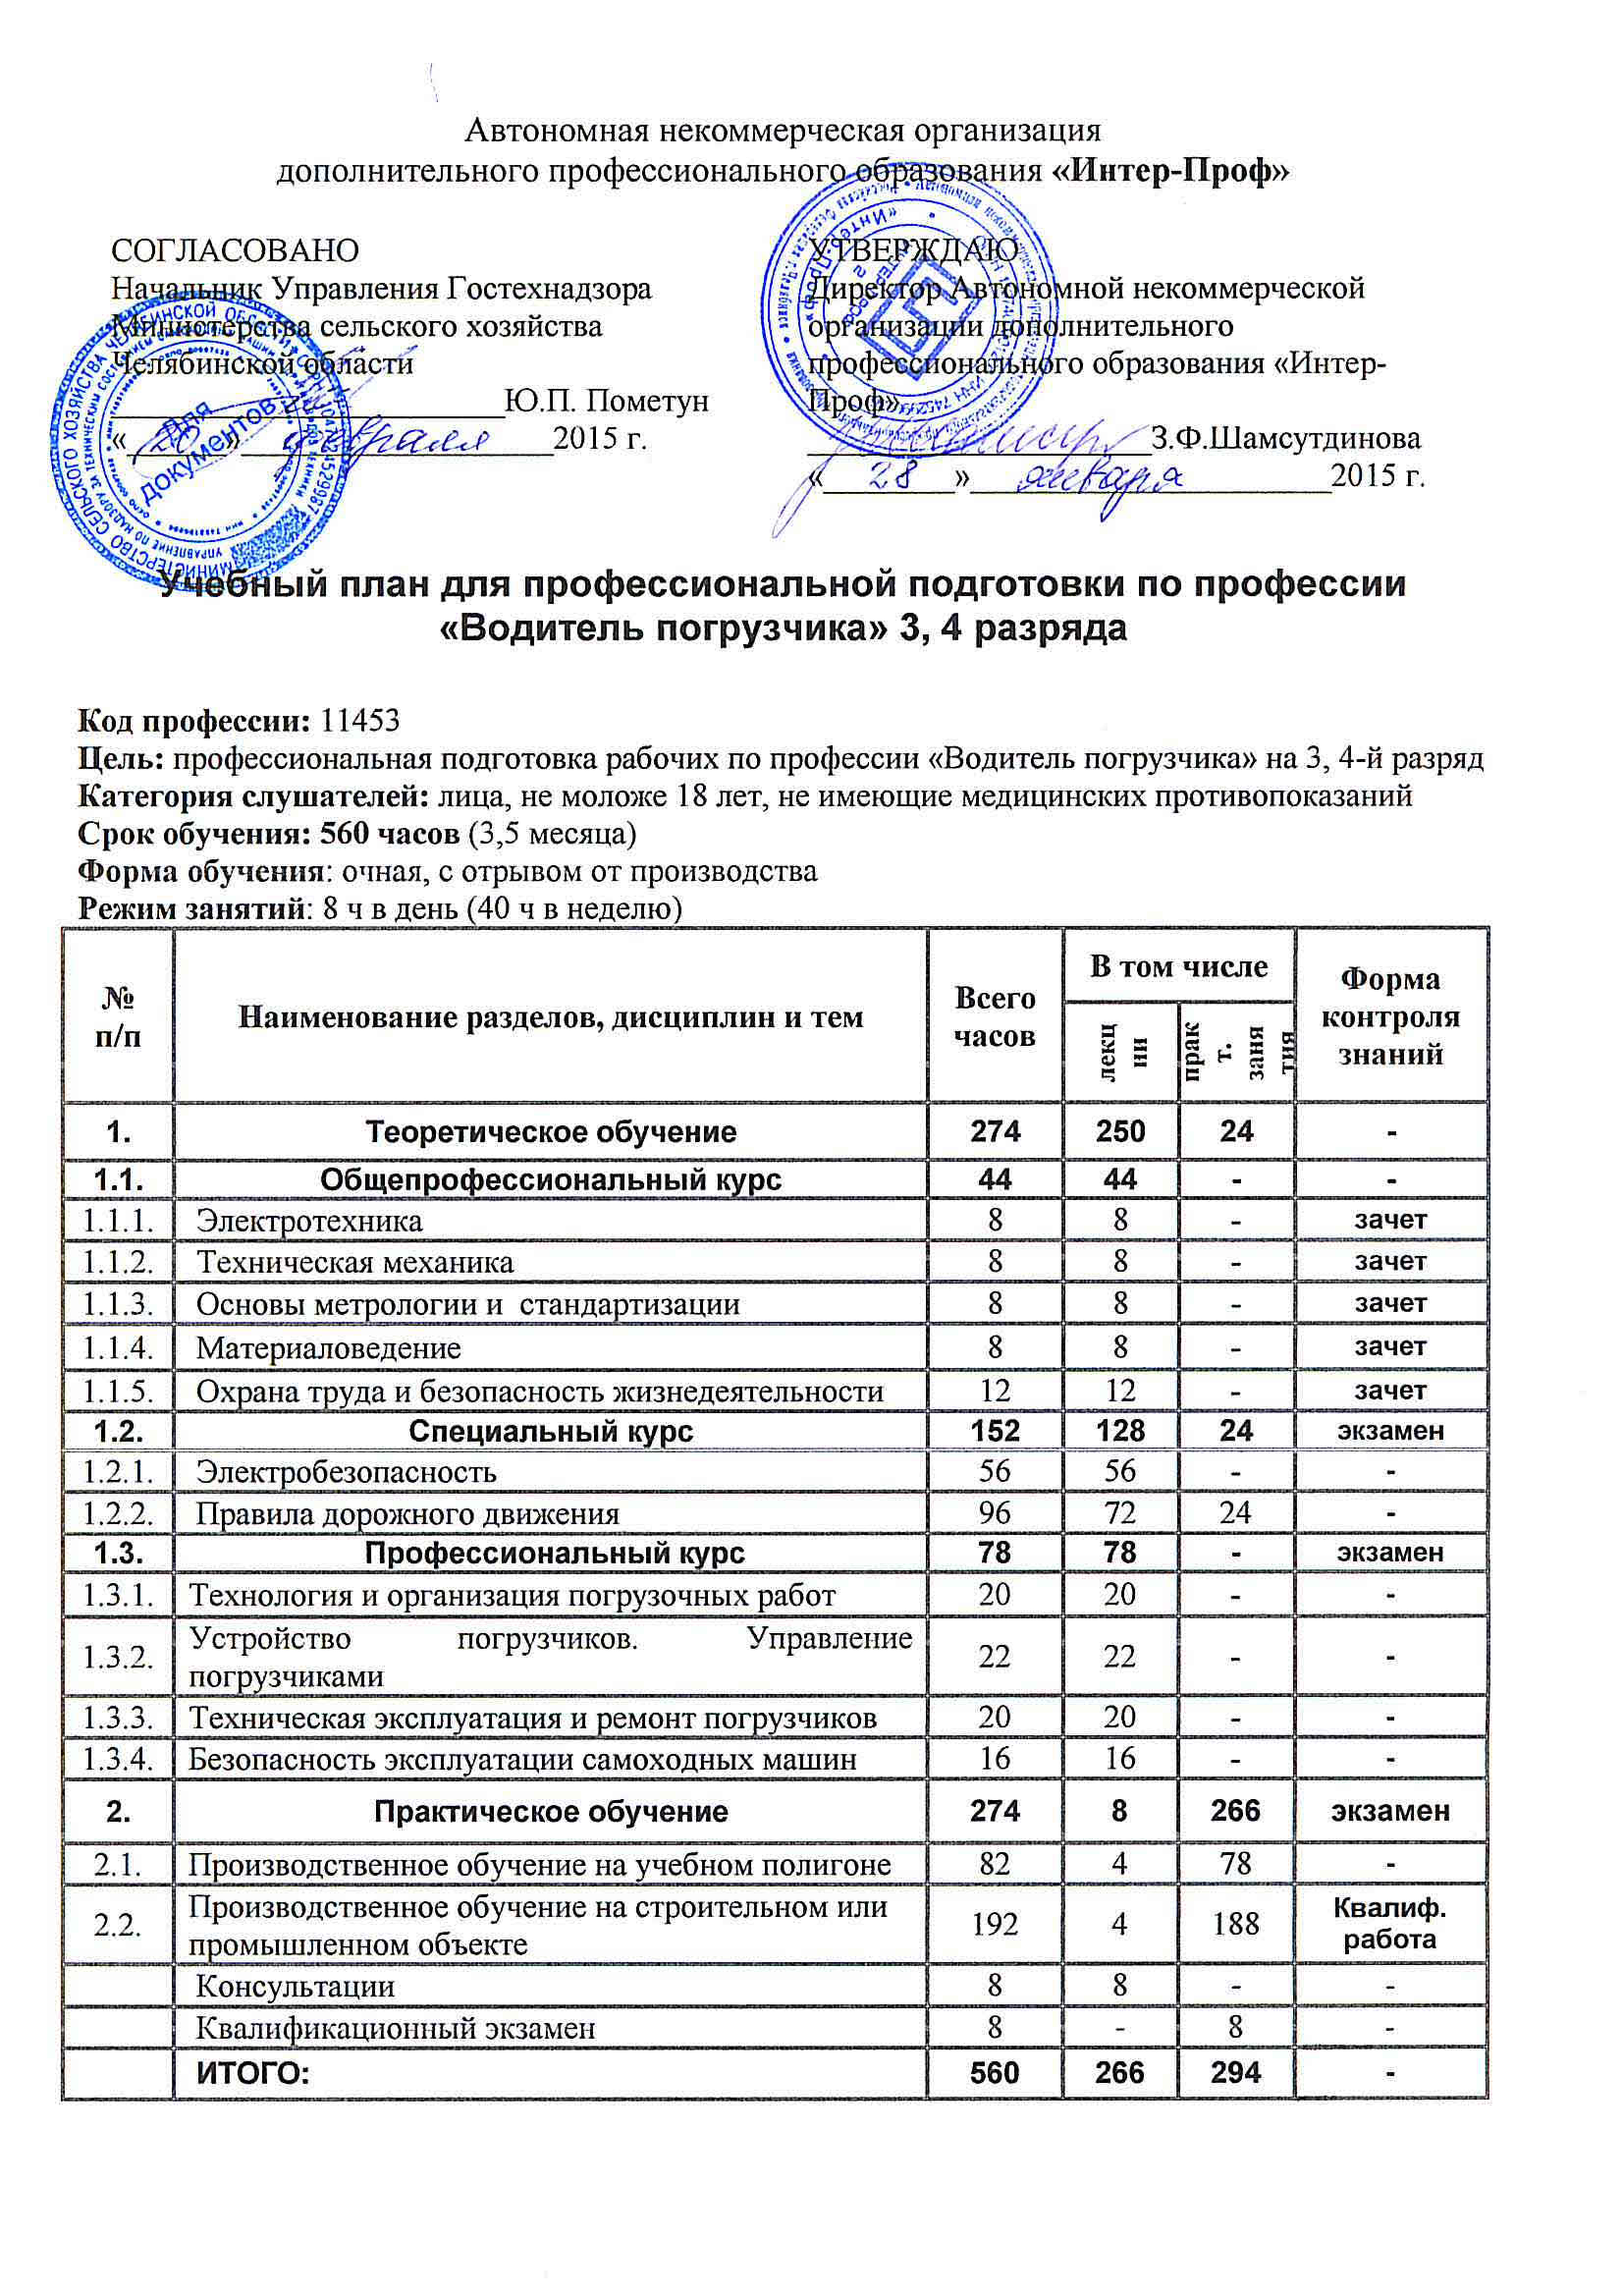 Автономная некоммерческая организация
дополнительного профессионального образования «Интер-Проф»
СОГЛАСОВАНО
Начальник Управления Гостехнадзора
Министерства сельского хозяйства
Челябинской области
Ю.П. Пометун
« » февраля 2015 г.
УТВЕРЖДАЮ
Директор Автономной некоммерческой
организации дополнительного
профессионального образования «Интер-
Проф»
З.Ф.Шамсутдинова
« 28 » января 2015 г.
Для
документов
Учебный план для профессиональной подготовки по профессии
«Водитель погрузчика» 3, 4 разряда
Код профессии: 11453
Цель: профессиональная подготовка рабочих по профессии «Водитель погрузчика» на 3, 4-й разряд
Категория слушателей: лица, не моложе 18 лет, не имеющие медицинских противопоказаний
Срок обучения: 560 часов (3,5 месяца)
Форма обучения: очная, с отрывом от производства
Режим занятий: 8 ч в день (40 ч в неделю)
№ п/п Наименование разделов, дисциплин и тем Всего часов В том числе Форма контроля знаний
лекц ии прак т. заня тия
1. Теоретическое обучение 274 250 24 -
1.1. Общепрофессиональный курс 44 44 - -
1.1.1. Электротехника 8 8 - зачет
1.1.2. Техническая механика 8 8 - зачет
1.1.3. Основы метрологии и стандартизации 8 8 - зачет
1.1.4. Материаловедение 8 8 - зачет
1.1.5. Охрана труда и безопасность жизнедеятельности 12 12 - зачет
1.2. Специальный курс 152 128 24 экзамен
1.2.1. Электробезопасность 56 56 - -
1.2.2. Правила дорожного движения 96 72 24 -
1.3. Профессиональный курс 78 78 - экзамен
1.3.1. Технология и организация погрузочных работ 20 20 - -
1.3.2. Устройство погрузчиков. Управление
погрузчиками 22 22 - -
1.3.3. Техническая эксплуатация и ремонт погрузчиков 20 20 - -
1.3.4. Безопасность эксплуатации самоходных машин 16 16 - -
2. Практическое обучение 274 8 266 экзамен
2.1. Производственное обучение на учебном полигоне 82 4 78 -
2.2. Производственное обучение на строительном или
промышленном объекте 192 4 188 Квалиф. работа
Консультации 8 8 - -
Квалификационный экзамен 8 - 8 -
ИТОГО: 560 266 294 -